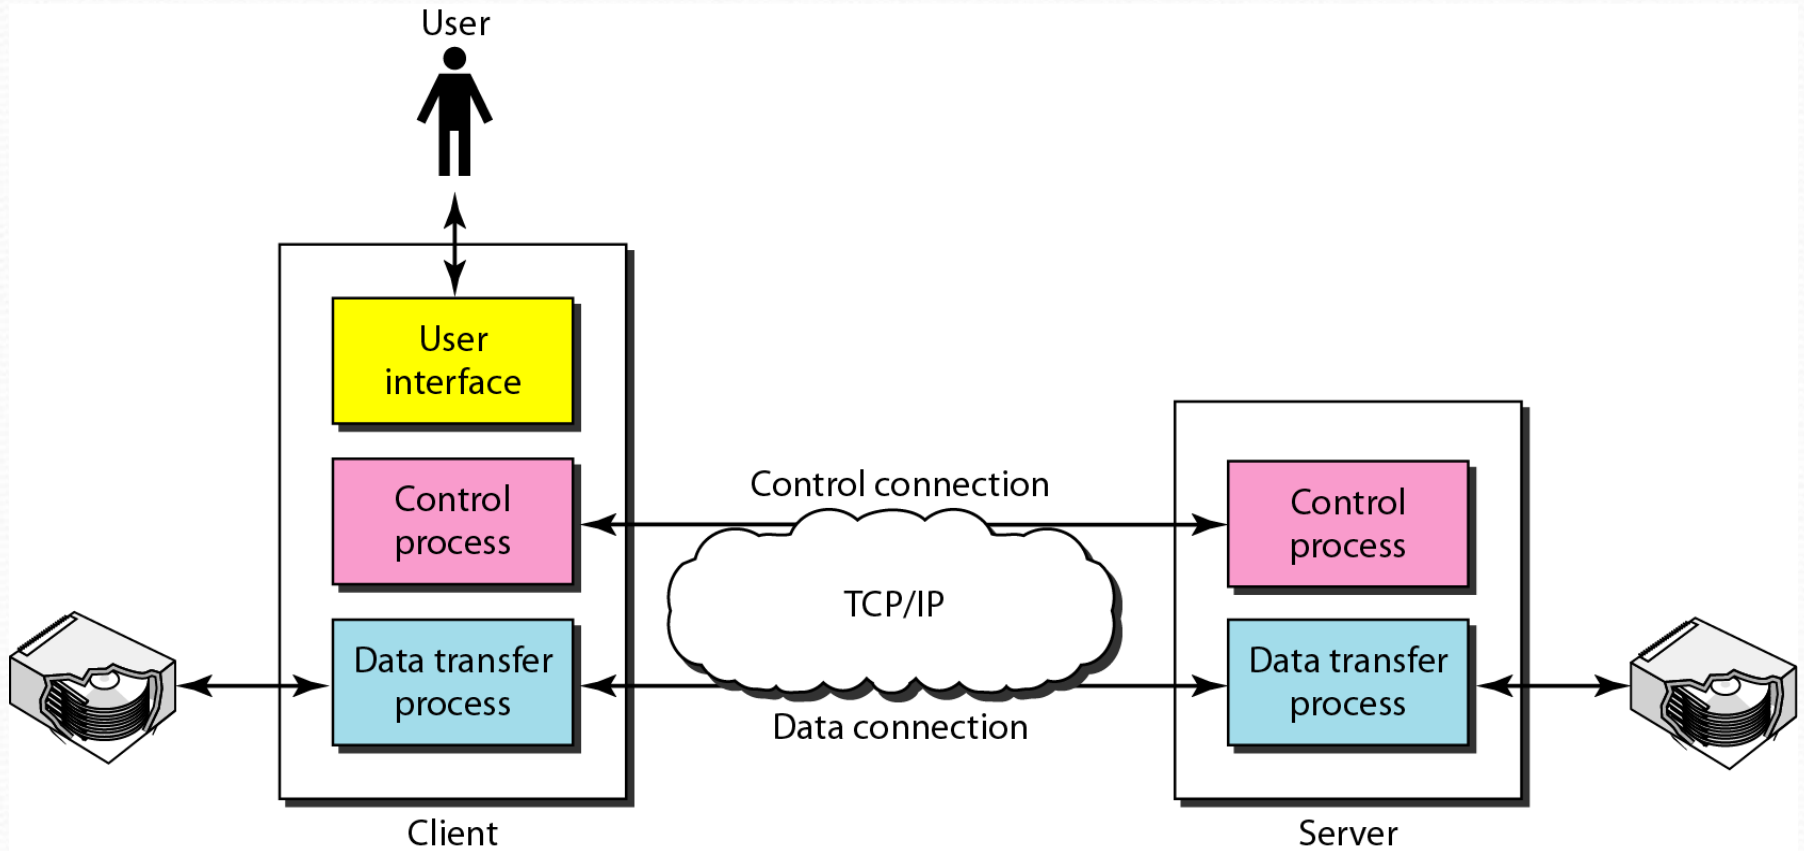 User
User
interface
Control
process
Data transfer
process
Client
Control connection
TCP/IP
Data connection
Control
process
Data transfer
process
Server